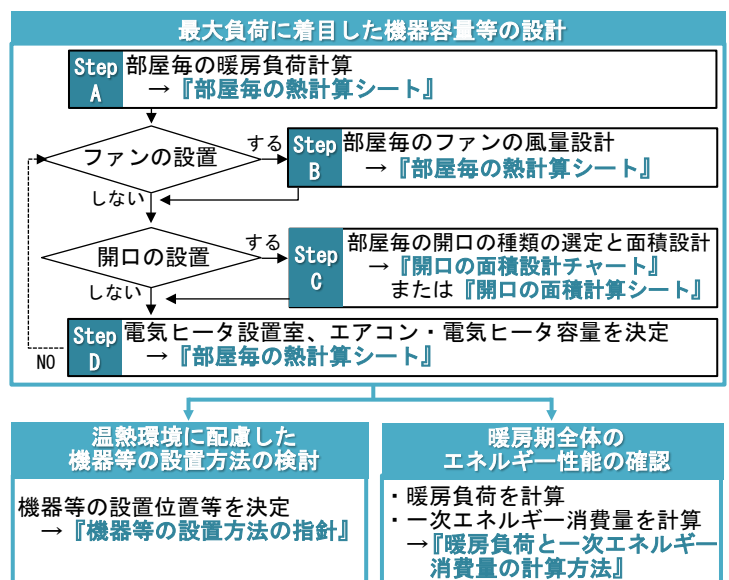 最大負荷に着目した機器容量等の設計
Step A
部屋毎の暖房負荷計算
→『部屋毎の熱計算シート』
ファンの設置
する
Step B
部屋毎のファンの風量設計
→『部屋毎の熱計算シート』
しない
開口の設置
する
Step C
部屋毎の開口の種類の選定と面積設計
→『開口の面積設計チャート』
または『開口の面積計算シート』
しない
Step D
電気ヒータ設置室、エアコン・電気ヒータ容量を決定
→『部屋毎の熱計算シート』
NO
温熱環境に配慮した
機器等の設置方法の検討
機器等の設置位置等を決定
→『機器等の設置方法の指針』
暖房期全体の
エネルギー性能の確認
・暖房負荷を計算
・一次エネルギー消費量を計算
→『暖房負荷と一次エネルギー
消費量の計算方法』